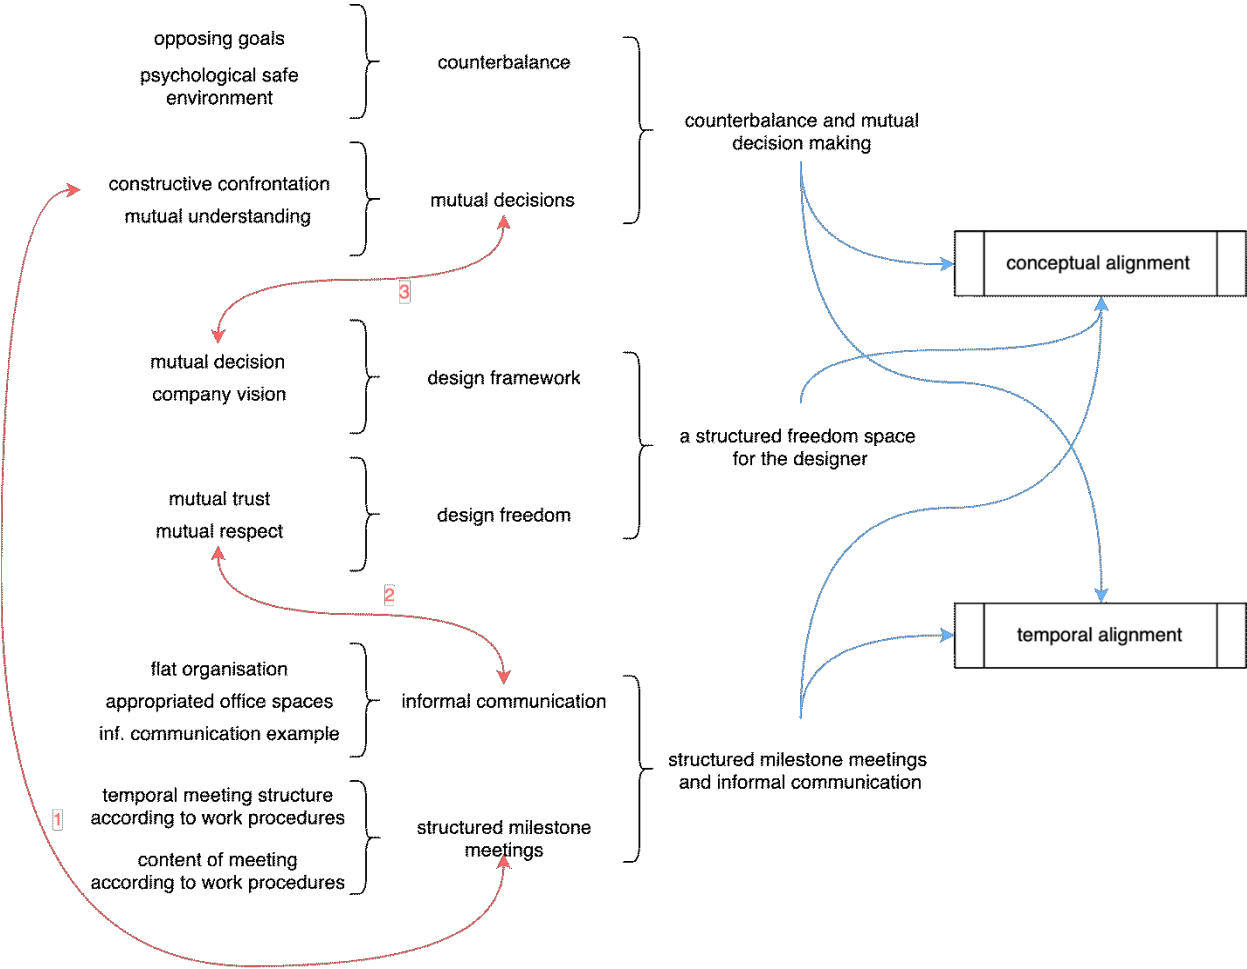 opposing goals
psychological safe
environment
counterbalance
counterbalance and mutual
decision making
constructive confrontation
mutual understanding
mutual decisions
conceptual alignment
3
mutual decision
company vision
design framework
a structured freedom space
for the designer
mutual trust
mutual respect
design freedom
2
temporal alignment
flat organisation
appropriated office spaces
inf. communication example
informal communication
structured milestone meetings
and informal communication
temporal meeting structure
according to work procedures
1
structured milestone
meetings
content of meeting
according to work procedures